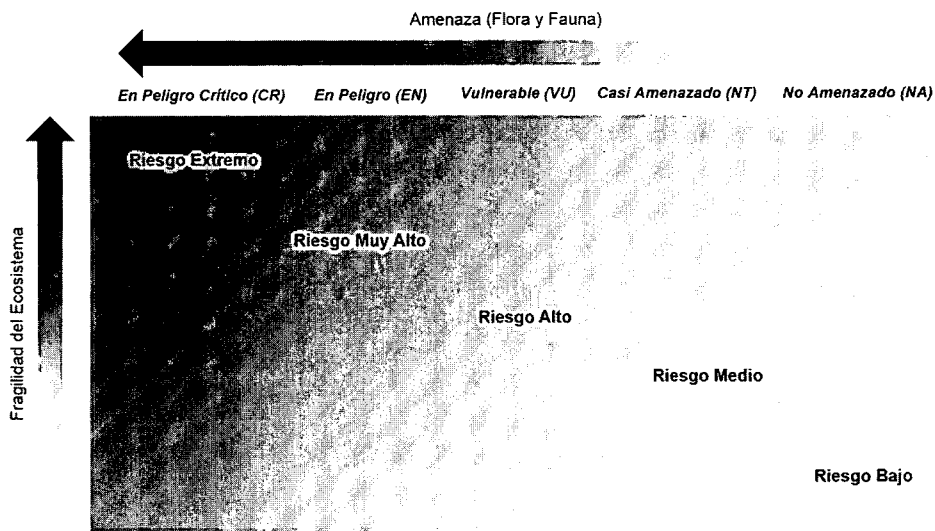 Amenaza (Flora y Fauna)
En Peligro Crítico (CR) En Peligro (EN) Vulnerable (VU) Casi Amenazado (NT) No Amenazado (NA)
Fragilidad del Ecosistema
Riesgo Extremo
Riesgo Muy Alto
Riesgo Alto
Riesgo Medio
Riesgo Bajo